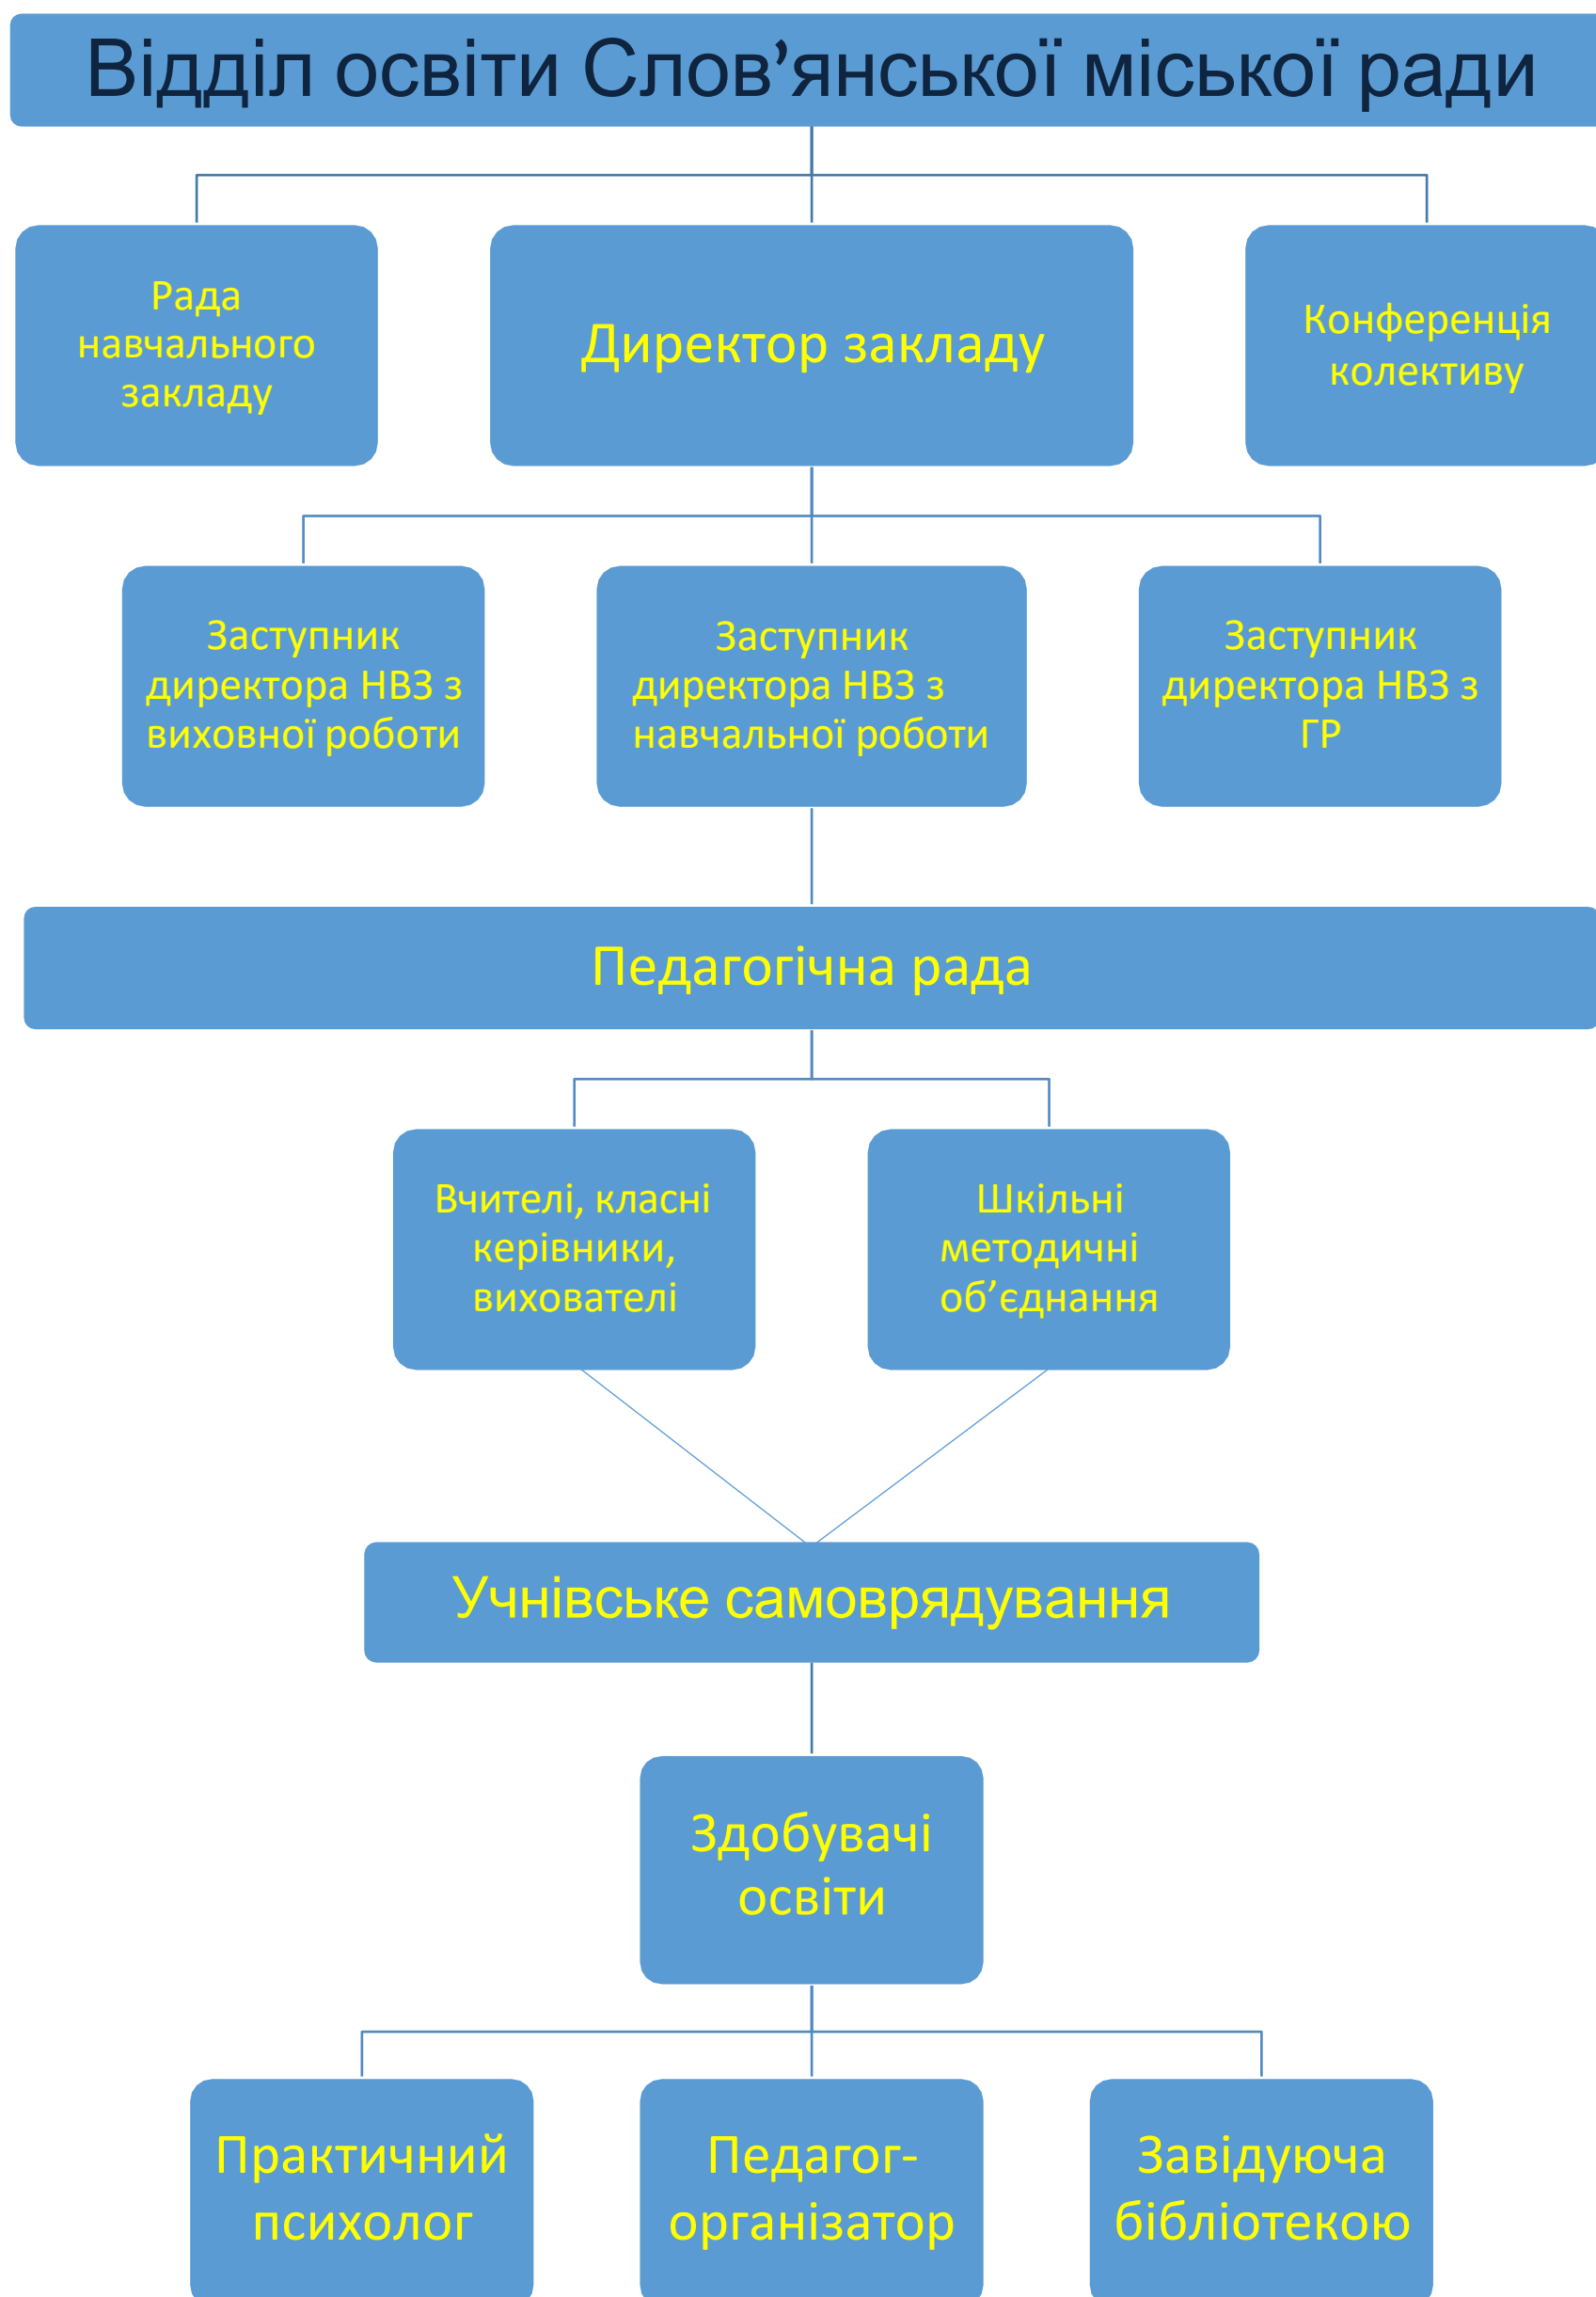 Відділ освіти Слов’янської міської ради
Рада
навчального
закладу
Директор закладу
Конференція
колективу
Заступник
директора НВЗ з
виховної роботи
Заступник
директора НВЗ з
навчальної роботи
Заступник
директора НВЗ з
ГР
Педагогічна рада
Вчителі, класні
керівники,
вихователі
Шкільні
методичні
об’єднання
Учнівське самоврядування
Здобувачі
освіти
Практичний
психолог
Педагог-
організатор
Завідуюча
бібліотекою